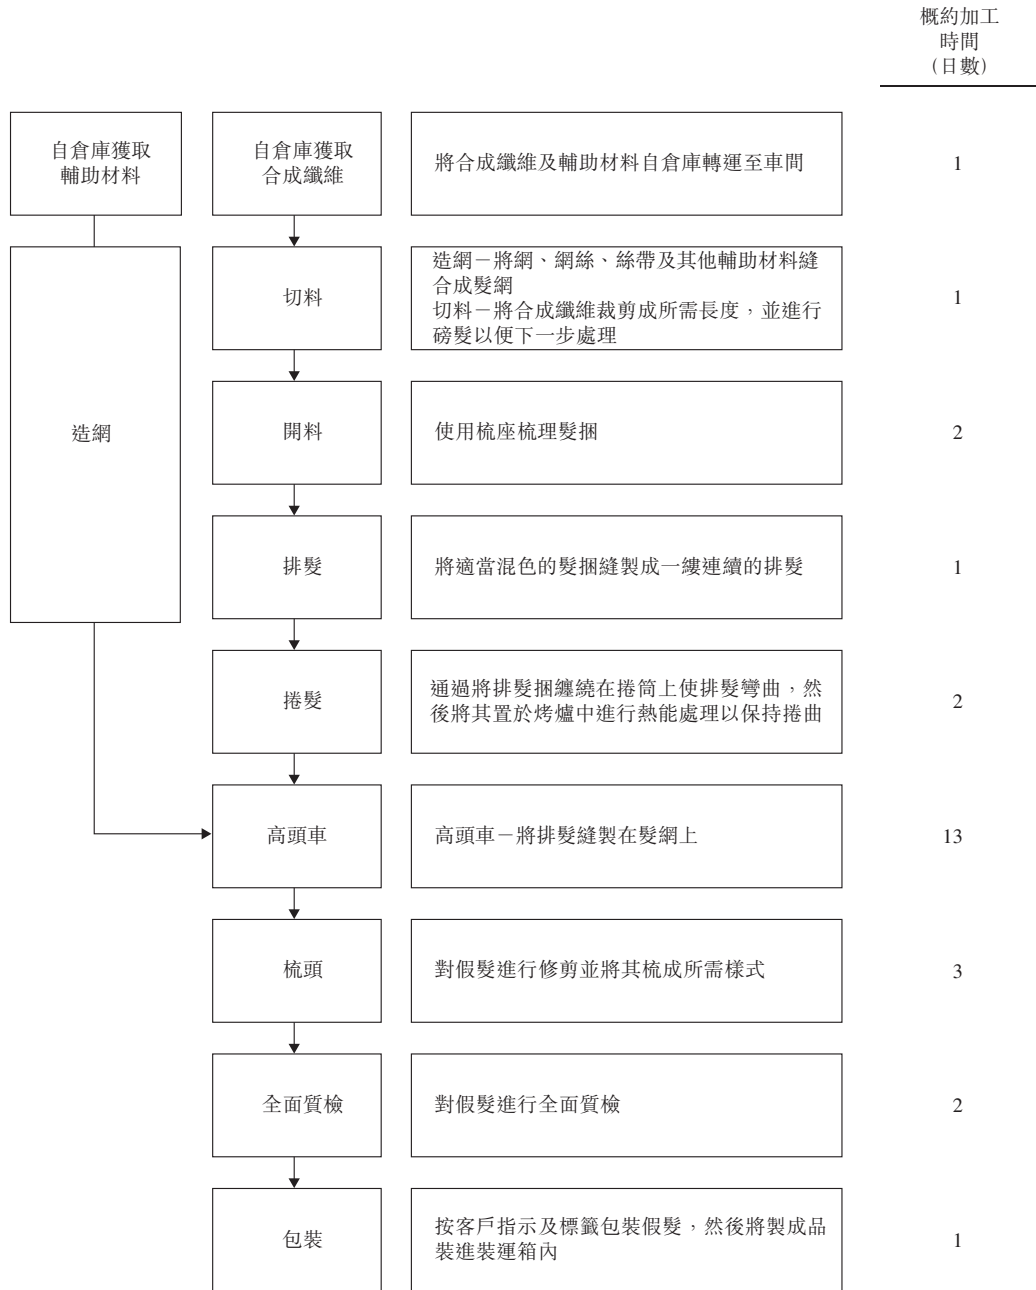 概約加工
時間
(日數)
自倉庫獲取
輔助材料
自倉庫獲取
合成纖維
將合成纖維及輔助材料自倉庫轉運至車間
1
切料
造網－將網、網絲、絲帶及其他輔助材料縫
合成髮網
切料－將合成纖維裁剪成所需長度，並進行
磅髮以便下一步處理
1
造網
開料
使用梳座梳理髮捆
2
排髮
將適當混色的髮捆縫製成一縷連續的排髮
1
捲髮
通過將排髮捆纏繞在捲筒上使排髮彎曲，然
後將其置於烤爐中進行熱能處理以保持捲曲
2
高頭車
高頭車－將排髮縫製在髮網上
13
梳頭
對假髮進行修剪並將其梳成所需樣式
3
全面質檢
對假髮進行全面質檢
2
包裝
按客戶指示及標籤包裝假髮，然後將製成品
裝進裝運箱內
1